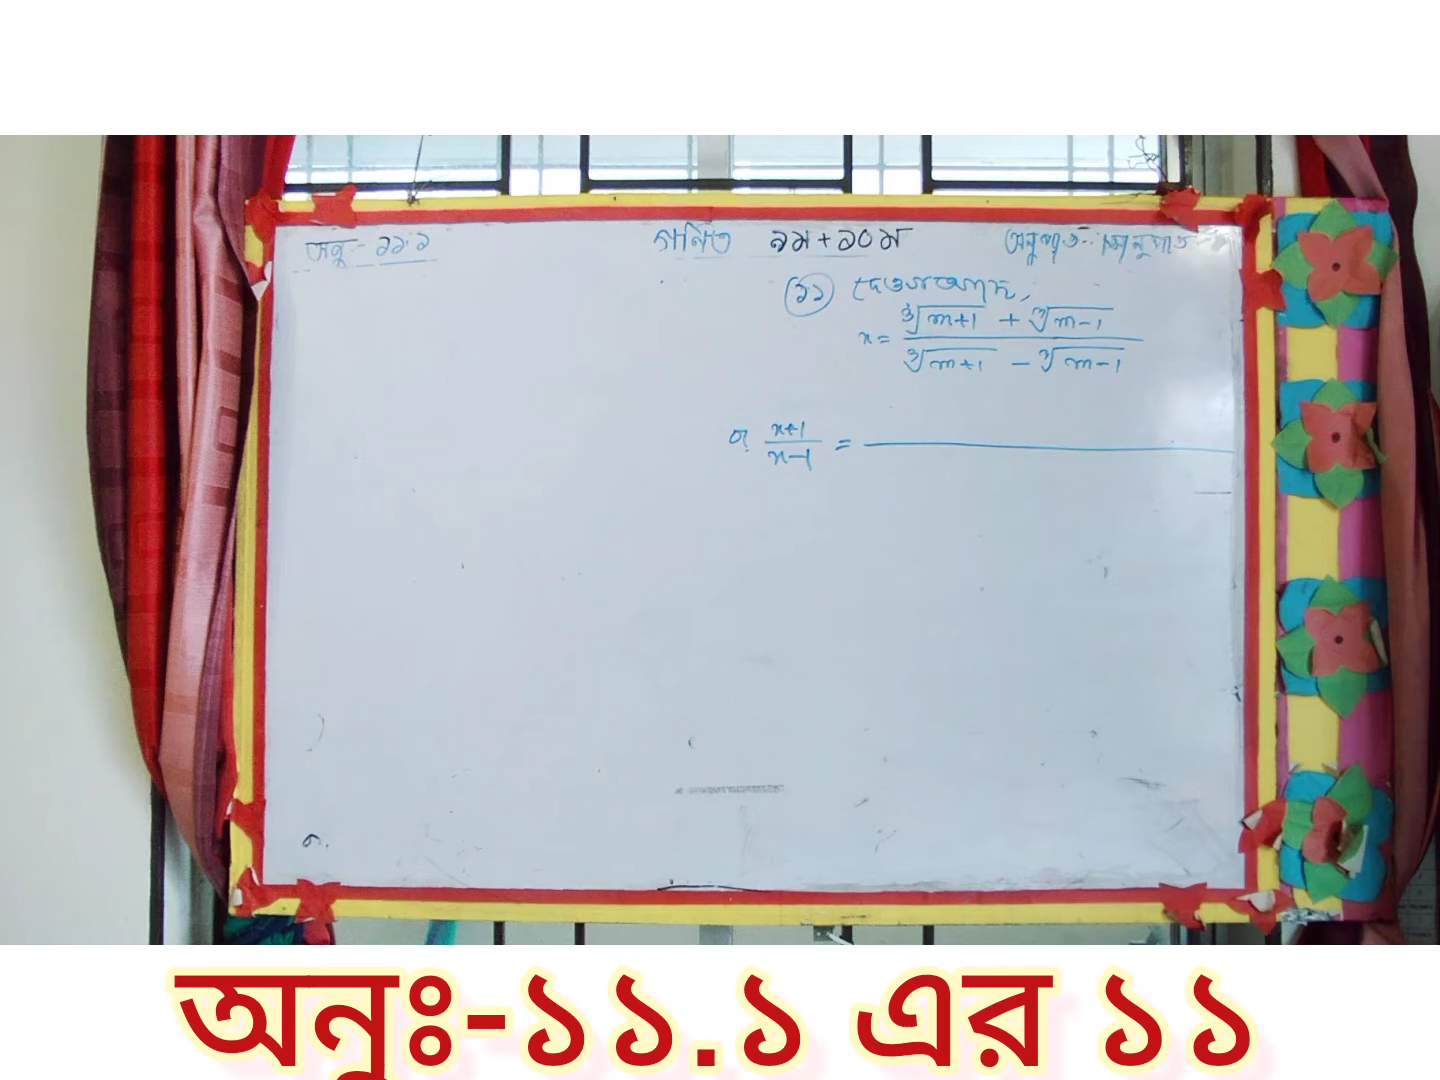 অনু - ১১.১ গণিত ৯ম + ১০ম অনুপাত - সমানুপাত
(১১) দেওয়া আছে,
x = (∛(m+1) + ∛(m-1)) / (∛(m+1) - ∛(m-1))
বা, (x+1)/(x-1) =
অনুঃ-১১.১ এর ১১